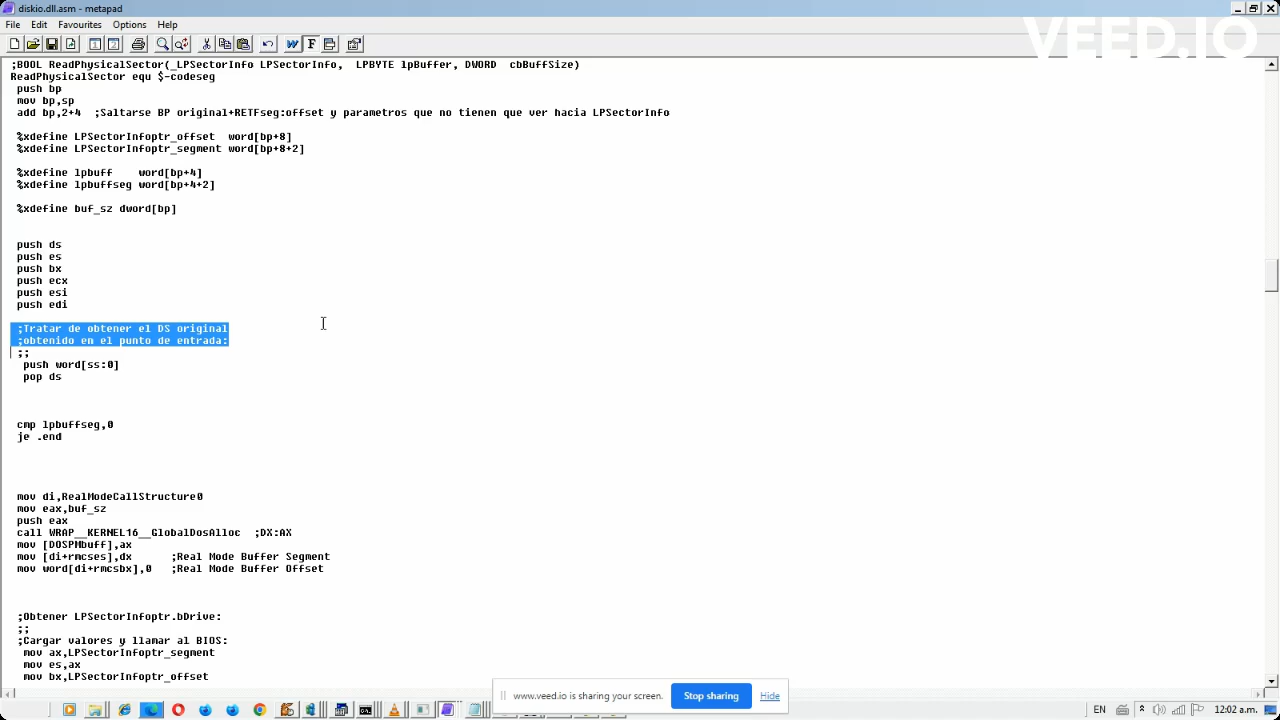 diskio.dll.asm - metapad
File Edit Favourites Options Help
VEED.IO
;BOOL ReadPhysicalSector(_LPSectorInfo LPSectorInfo,  LPBYTE lpBuffer, DWORD  cbBuffSize)
ReadPhysicalSector equ $-codeseg
push bp
mov bp,sp
add bp,2+4  ;Saltarse BP original+RETFseg:offset y parametros que no tienen que ver hacia LPSectorInfo
%xdefine LPSectorInfoptr_offset  word[bp+8]
%xdefine LPSectorInfoptr_segment word[bp+8+2]
%xdefine lpbuff    word[bp+4]
%xdefine lpbuffseg word[bp+4+2]
%xdefine buf_sz dword[bp]
push ds
push es
push bx
push ecx
push esi
push edi
;Tratar de obtener el DS original
;obtenido en el punto de entrada:
;;
push word[ss:0]
pop ds
cmp lpbuffseg,0
je .end
mov di,RealModeCallStructure0
mov eax,buf_sz
push eax
call WRAP__KERNEL16__GlobalDosAlloc  ;DX:AX
mov [DOSPMbuff],ax
mov [di+rmcses],dx      ;Real Mode Buffer Segment
mov word[di+rmcsbx],0   ;Real Mode Buffer Offset
;Obtener LPSectorInfoptr.bDrive:
;;
;Cargar valores y llamar al BIOS:
mov ax,LPSectorInfoptr_segment
mov es,ax
mov bx,LPSectorInfoptr_offset
www.veed.io is sharing your screen. Stop sharing Hide
EN 12:02 a.m.